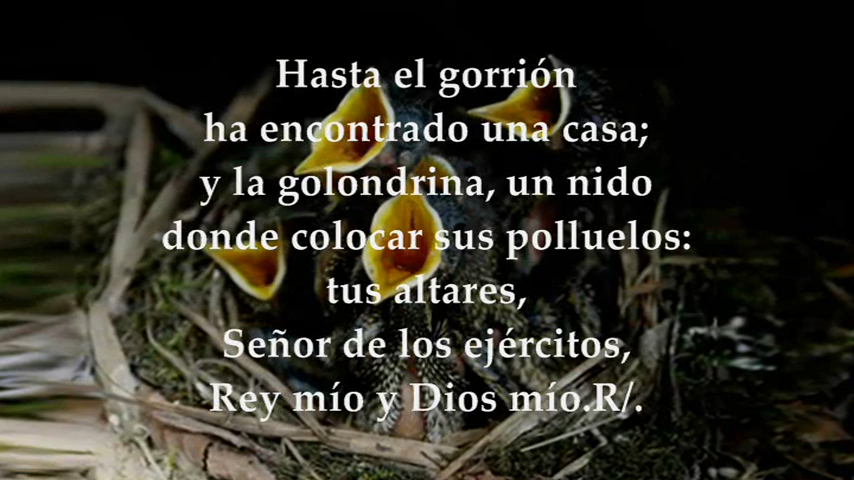 Hasta el gorrión
ha encontrado una casa;
y la golondrina, un nido
donde colocar sus polluelos:
tus altares,
Señor de los ejércitos,
Rey mío y Dios mío.R/.